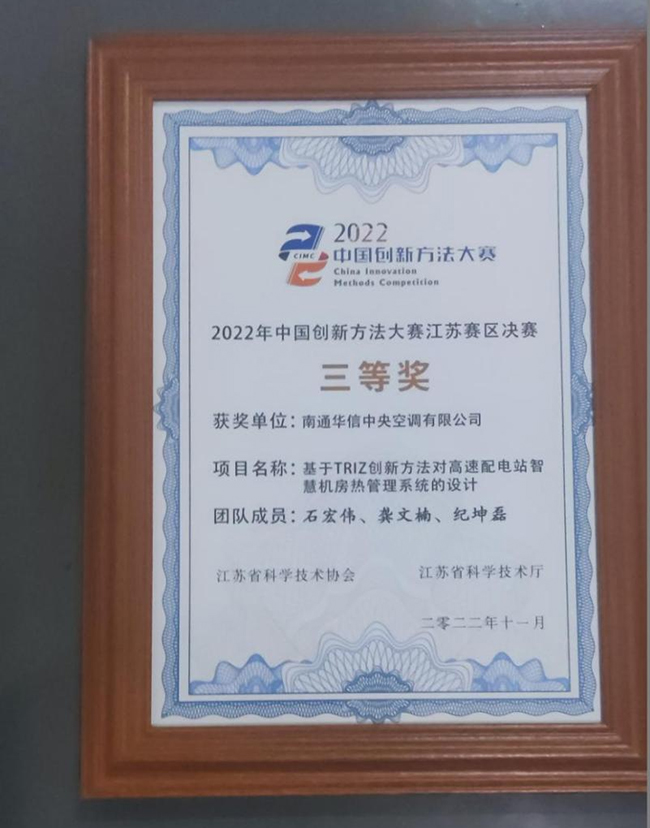 2022
中国创新方法大赛
CIMC
China Innovation
Methods Competition
2022年中国创新方法大赛江苏赛区决赛
三等奖
获奖单位：南通华信中央空调有限公司
项目名称：基于TRIZ创新方法对高速配电站智
慧机房热管理系统的设计
团队成员：石宏伟、龚文楠、纪坤磊
江苏省科学技术协会 江苏省科学技术厅
二零二二年十一月